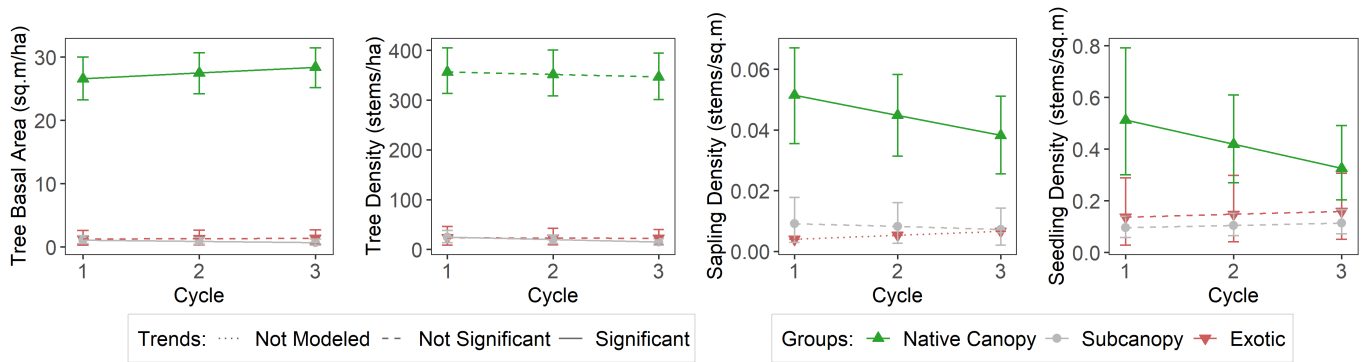 Tree Basal Area (sq.m/ha)
30
20
10
0
1 2 3
Cycle
Tree Density (stems/ha)
400
300
200
100
0
1 2 3
Cycle
Sapling Density (stems/sq.m)
0.06
0.04
0.02
0.00
1 2 3
Cycle
Seedling Density (stems/sq.m)
0.8
0.6
0.4
0.2
0.0
1 2 3
Cycle
Trends: Not Modeled Not Significant Significant
Groups: Native Canopy Subcanopy Exotic